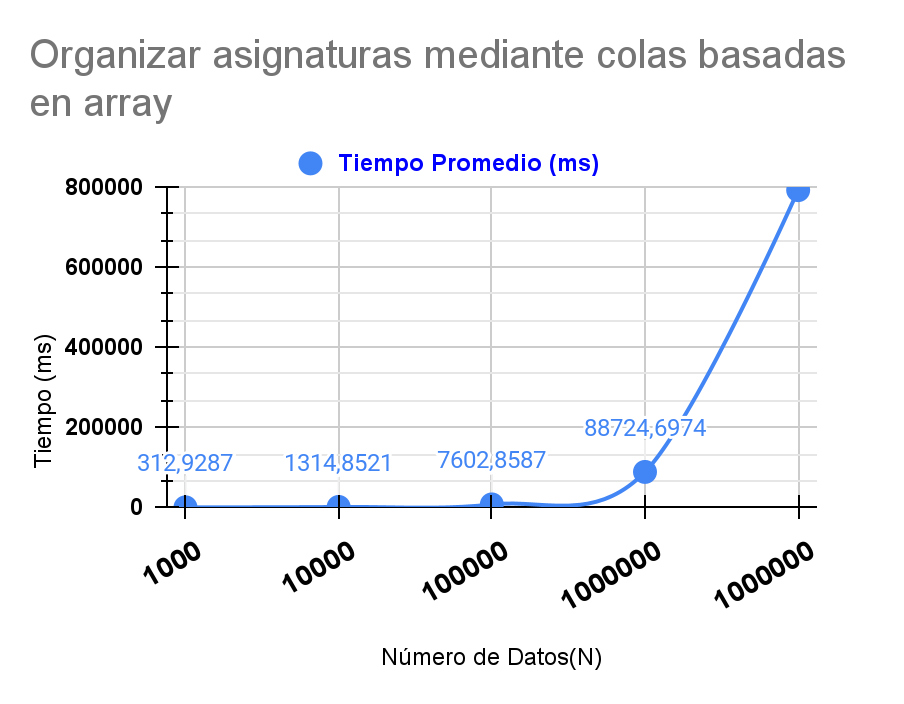 Organizar asignaturas mediante colas basadas
en array
Tiempo Promedio (ms)
800000
600000
400000
200000
0
Tiempo (ms)
312,9287
1314,8521
7602,8587
88724,6974
1000
10000
100000
1000000
1000000
Número de Datos(N)